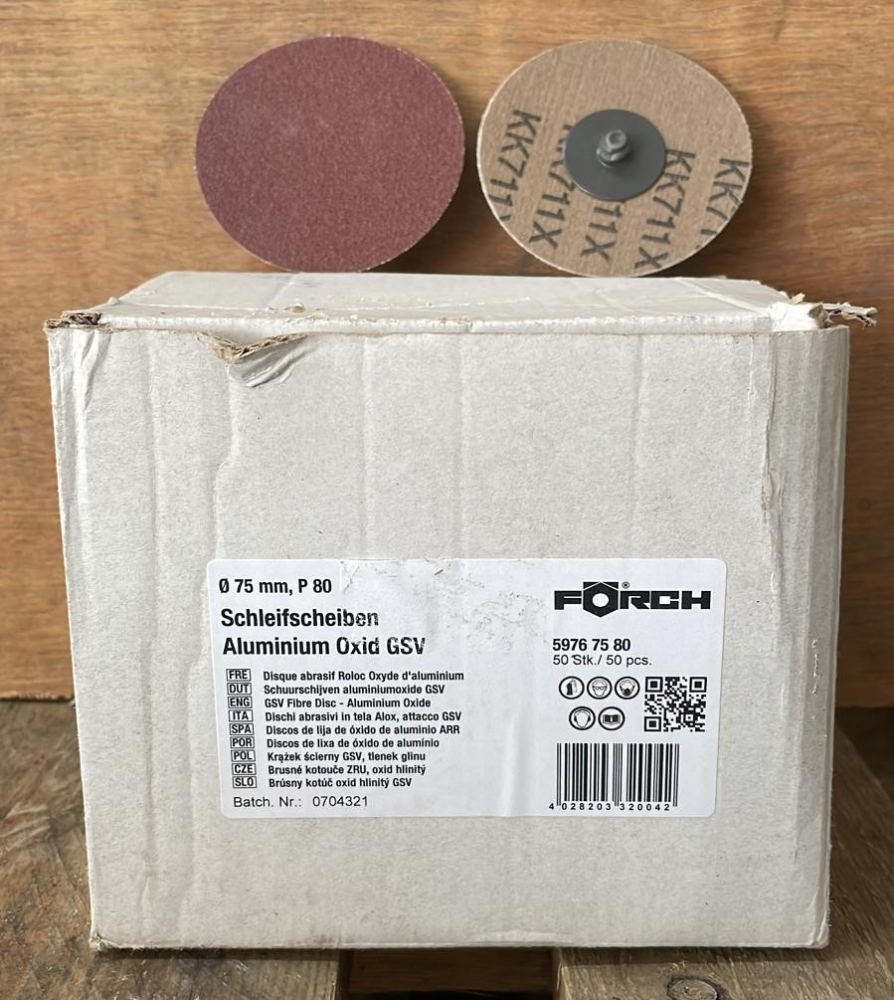 KK711X
KK711X
KK711X
KK711X
KK71
Ø 75 mm, P 80
Schleifscheiben
Aluminium Oxid GSV
FÖRCH®
5976 75 80
50 Stk./ 50 pcs.
FRE Disque abrasif Roloc Oxyde d'aluminium
DUT Schuurschijven aluminiumoxide GSV
ENG GSV Fibre Disc - Aluminium Oxide
ITA Dischi abrasivi in tela Alox, attacco GSV
SPA Discos de lija de óxido de aluminio ARR
POR Discos de lixa de óxido de alumínio
POL Krążek ścierny GSV, tlenek glinu
CZE Brusné kotouče ZRU, oxid hlinitý
SLO Brúsny kotúč oxid hlinitý GSV
Batch. Nr.: 0704321
4 028203 320042